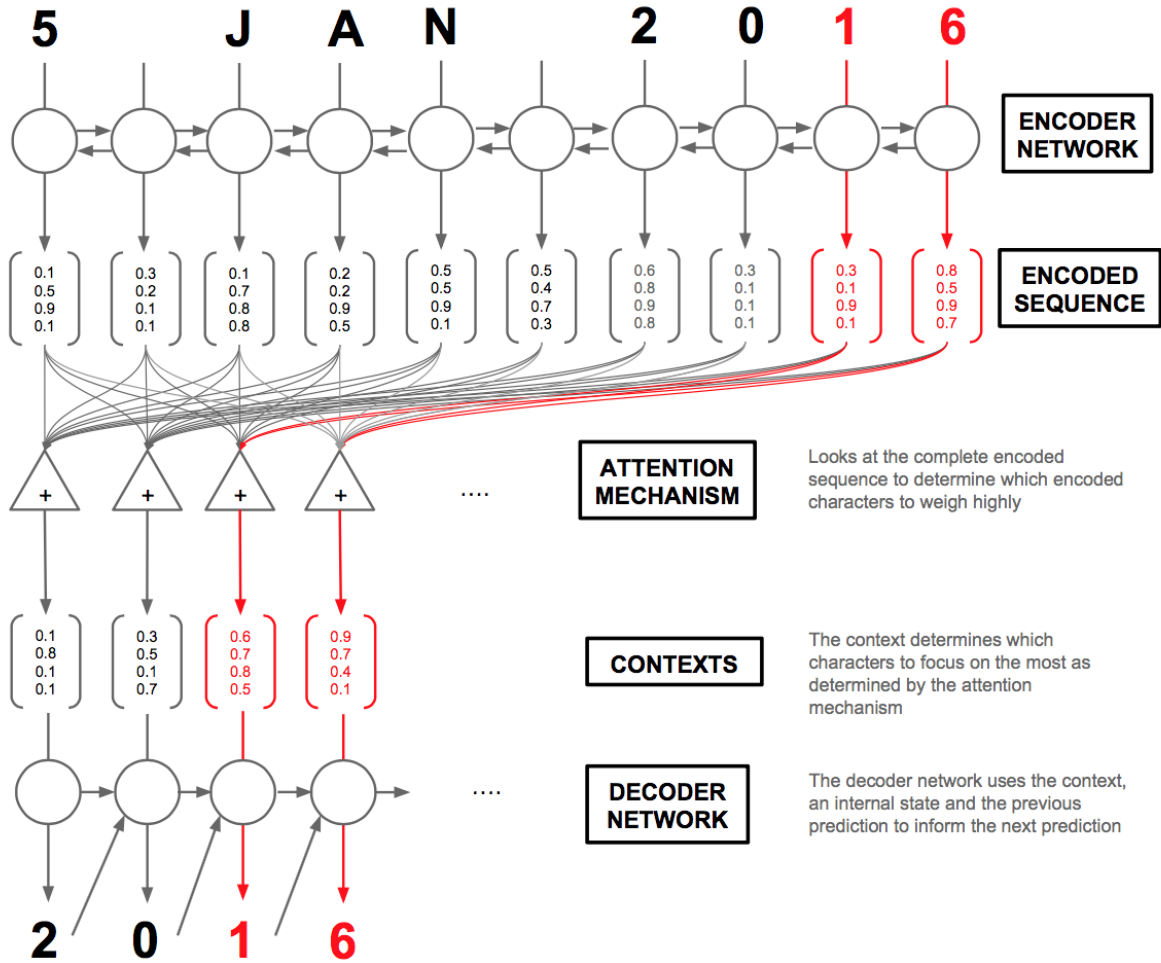 5 J A N 2 0 1 6
ENCODER
NETWORK
0.1 0.3 0.1 0.2 0.5 0.5 0.6 0.3 0.3 0.8
0.5 0.2 0.7 0.2 0.5 0.4 0.8 0.1 0.1 0.5
0.9 0.1 0.8 0.9 0.9 0.7 0.9 0.1 0.9 0.9
0.1 0.1 0.8 0.5 0.1 0.3 0.8 0.1 0.1 0.7
ENCODED
SEQUENCE
+ + + + ....
ATTENTION
MECHANISM
Looks at the complete encoded
sequence to determine which encoded
characters to weigh highly
0.1 0.3 0.6 0.9
0.8 0.5 0.7 0.7
0.1 0.1 0.8 0.4
0.1 0.7 0.5 0.1
CONTEXTS
The context determines which
characters to focus on the most as
determined by the attention
mechanism
....
DECODER
NETWORK
The decoder network uses the context,
an internal state and the previous
prediction to inform the next prediction
2 0 1 6